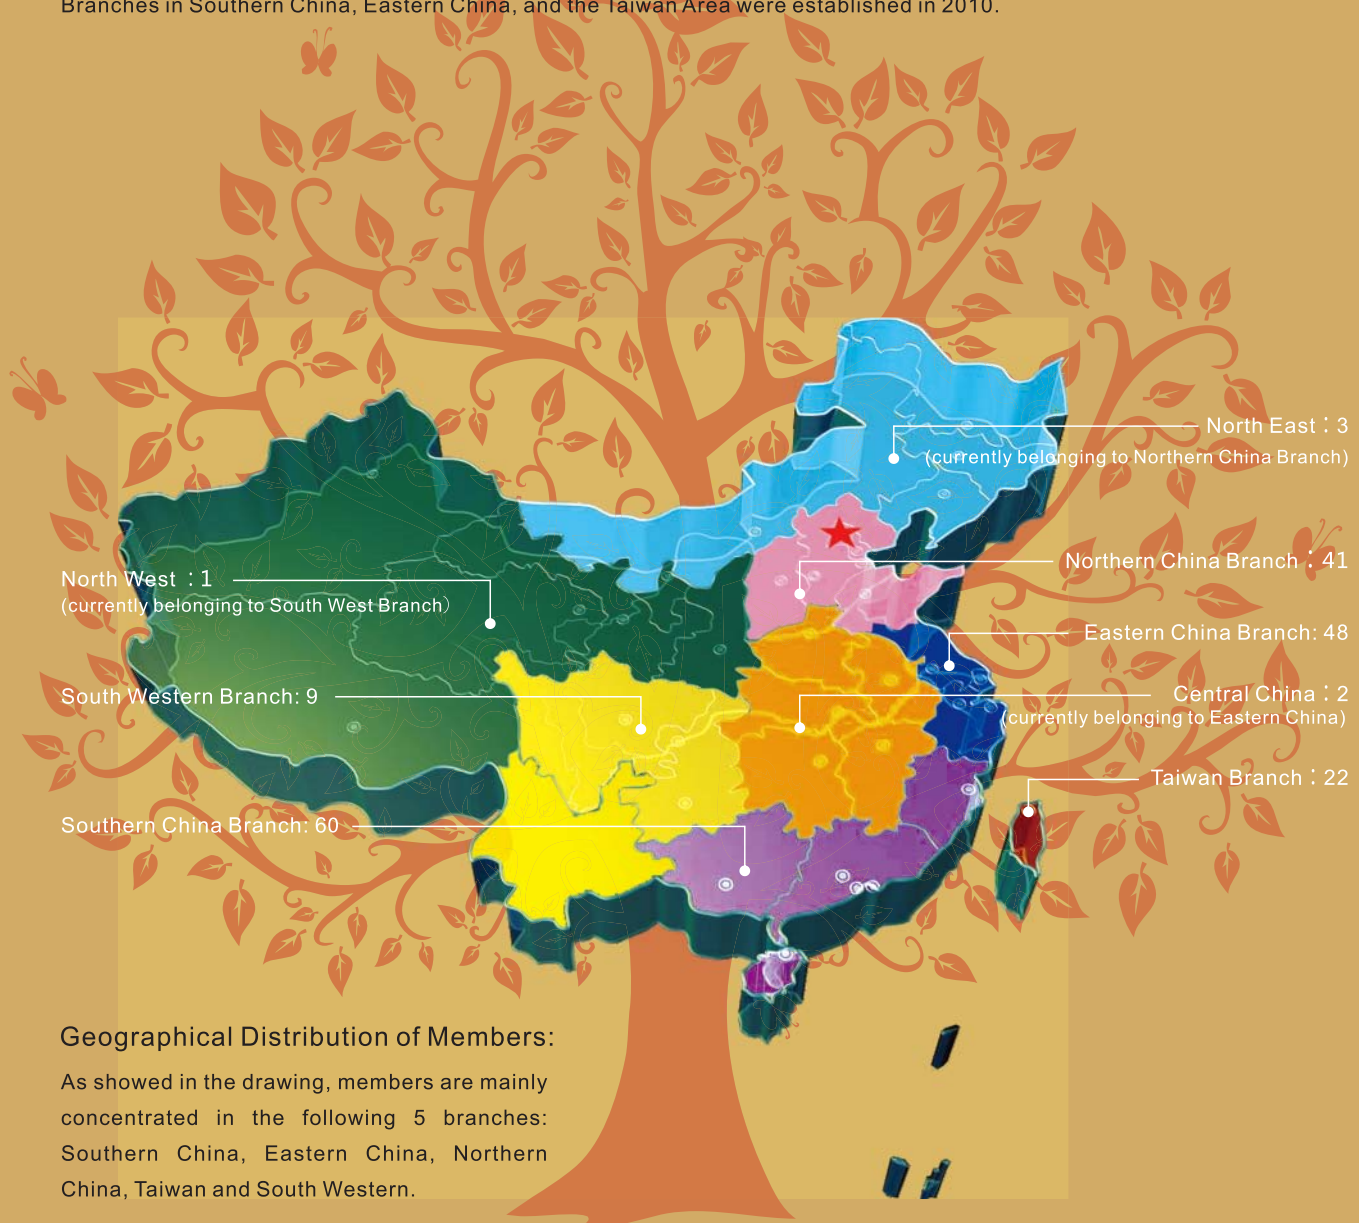 Branches in Southern China, Eastern China, and the Taiwan Area were established in 2010.
North East：3
(currently belonging to Northern China Branch)
Northern China Branch：41
North West ：1
(currently belonging to South West Branch）
Eastern China Branch: 48
South Western Branch: 9
Central China：2
(currently belonging to Eastern China)
Taiwan Branch：22
Southern China Branch: 60
Geographical Distribution of Members:
As showed in the drawing, members are mainly
concentrated in the following 5 branches:
Southern China, Eastern China, Northern
China, Taiwan and South Western.